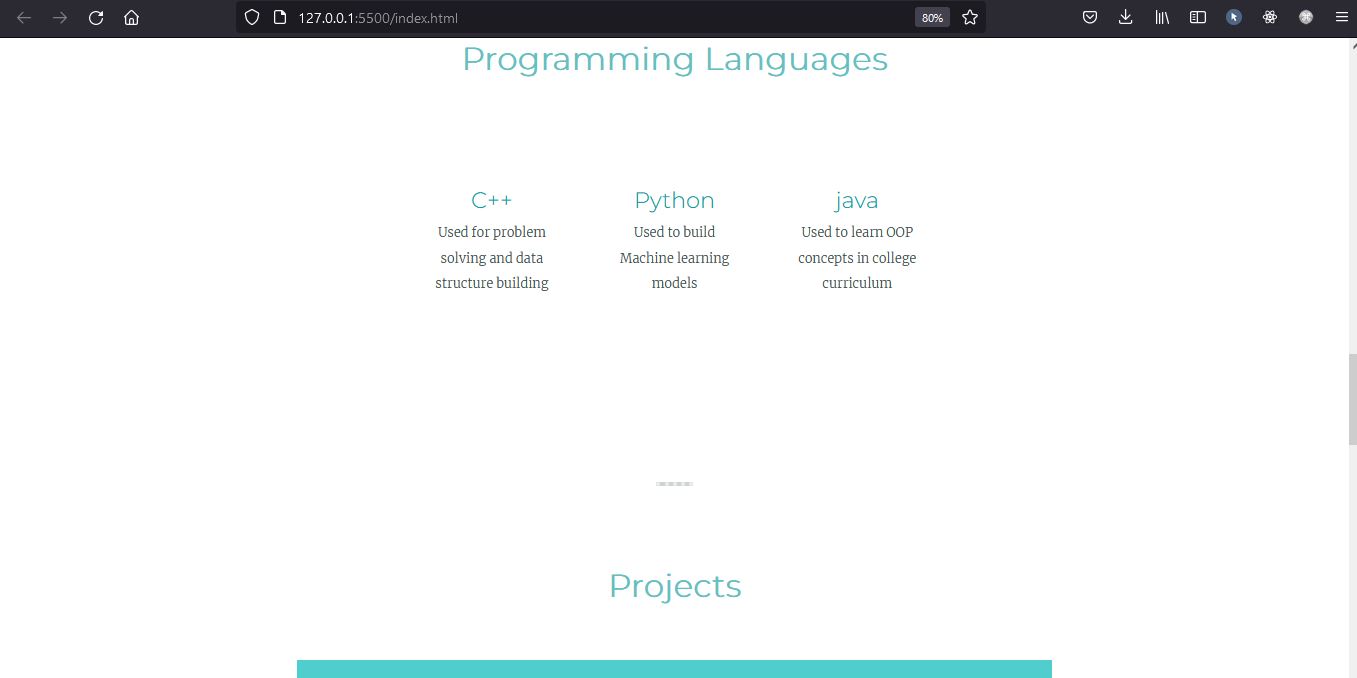 127.0.0.1:5500/index.html 80%
Programming Languages
C++ Python java
Used for problem Used to build Used to learn OOP
solving and data Machine learning concepts in college
structure building models curriculum
Projects